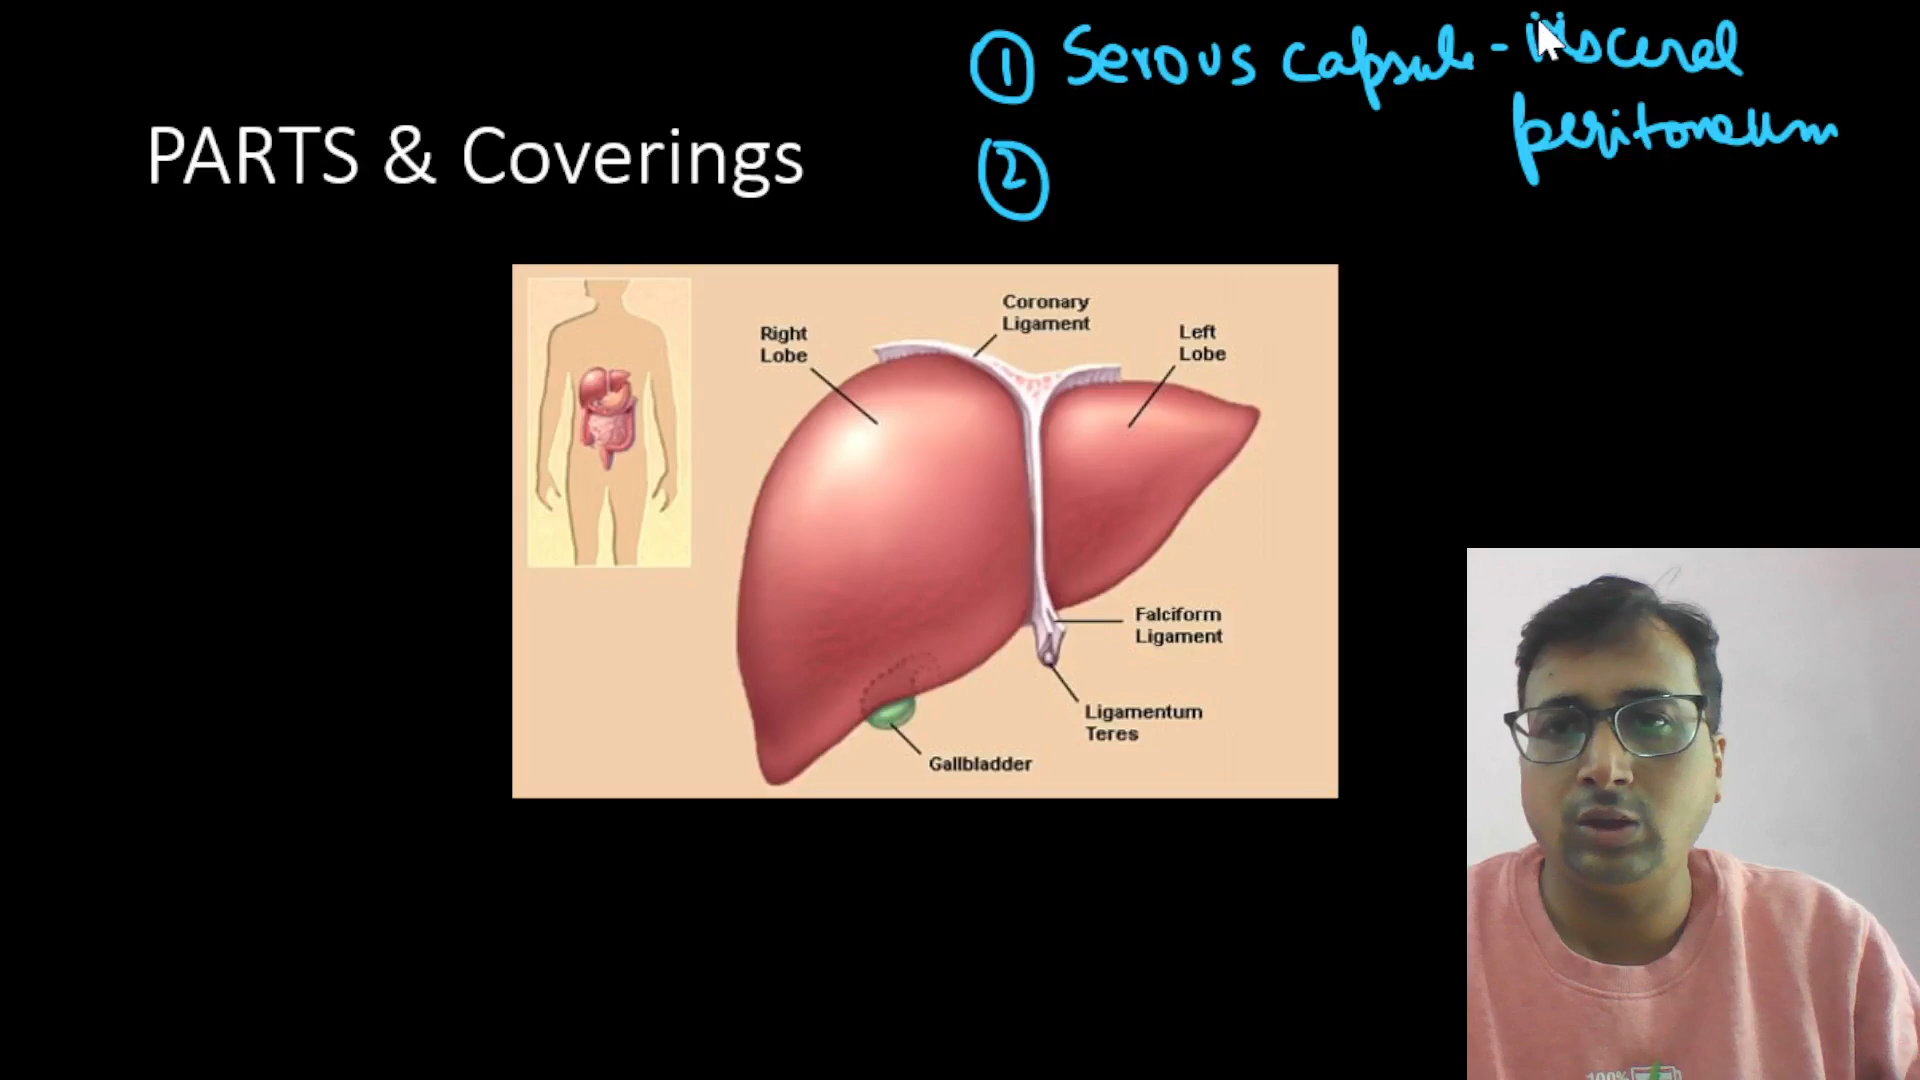 ① Serous capsule - visceral
peritoneum
②
PARTS & Coverings
Coronary
Ligament
Right
Lobe
Left
Lobe
Falciform
Ligament
Ligamentum
Teres
Gallbladder
100%